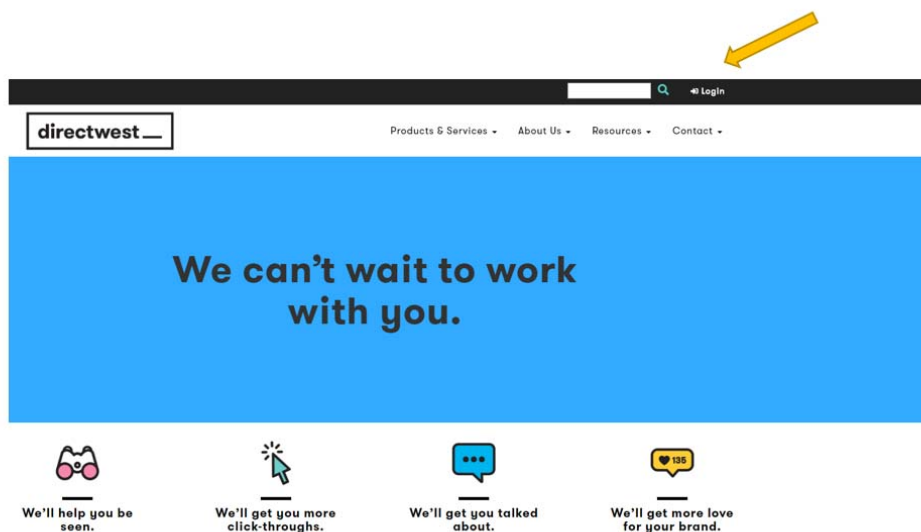 Login
directwest
Products & Services About Us Resources Contact
We can't wait to work
with you.
135
We'll help you be
seen.
We'll get you more
click-throughs.
We'll get you talked
about.
We'll get more love
for your brand.